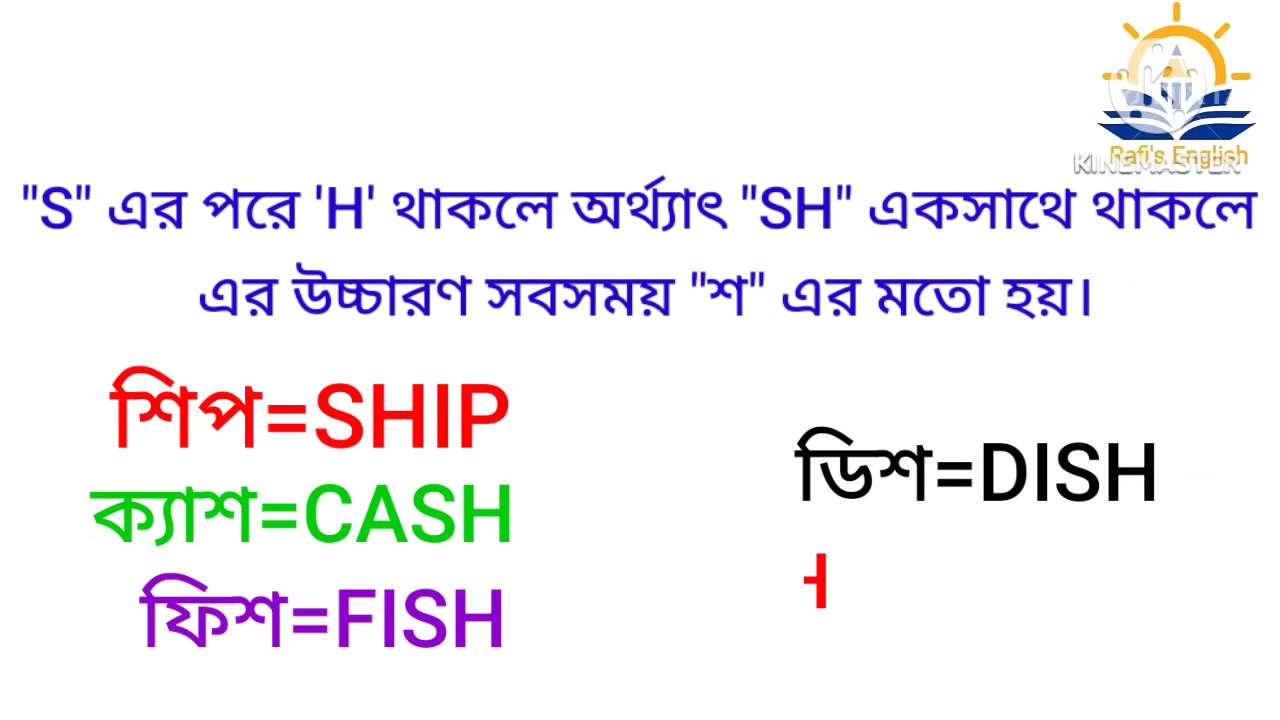 Rafi's English
KINEMASTER
"S" এর পরে 'H' থাকলে অর্থ্যাৎ "SH" একসাথে থাকলে
এর উচ্চারণ সবসময় "শ" এর মতো হয়।
শিপ=SHIP
ক্যাশ=CASH
ফিশ=FISH
ডিশ=DISH